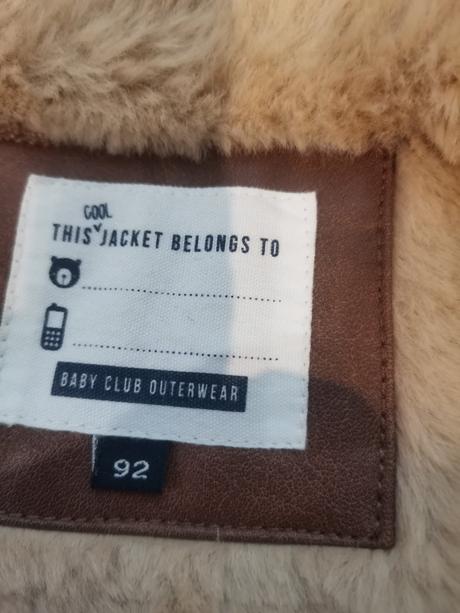 COOL
THIS JACKET BELONGS TO
BABY CLUB OUTERWEAR
92